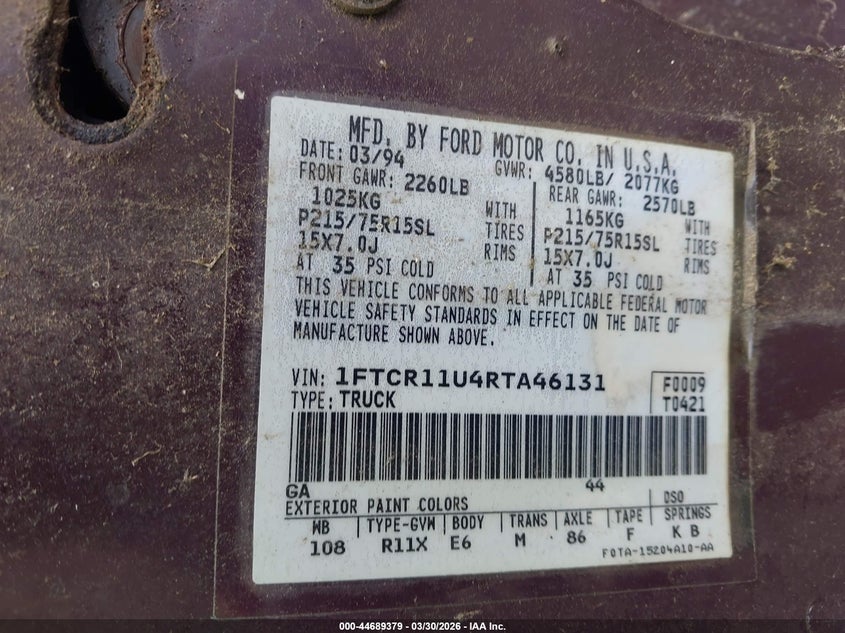 MFD. BY FORD MOTOR CO. IN U.S.A.
DATE: 03/94 GVWR: 4580LB/ 2077KG
FRONT GAWR: 2260LB REAR GAWR: 2570LB
1025KG WITH 1165KG WITH
P215/75R15SL TIRES P215/75R15SL TIRES
15X7.0J RIMS 15X7.0J RIMS
AT 35 PSI COLD AT 35 PSI COLD
THIS VEHICLE CONFORMS TO ALL APPLICABLE FEDERAL MOTOR
VEHICLE SAFETY STANDARDS IN EFFECT ON THE DATE OF
MANUFACTURE SHOWN ABOVE.
VIN: 1FTCR11U4RTA46131 F0009
TYPE: TRUCK T0421
GA 44
EXTERIOR PAINT COLORS DSO
WB TYPE-GVW BODY TRANS AXLE TAPE SPRINGS
108 R11X E6 M 86 F K B
F0TA-15204A10-AA
000-44689379 - 03/30/2026 - IAA Inc.